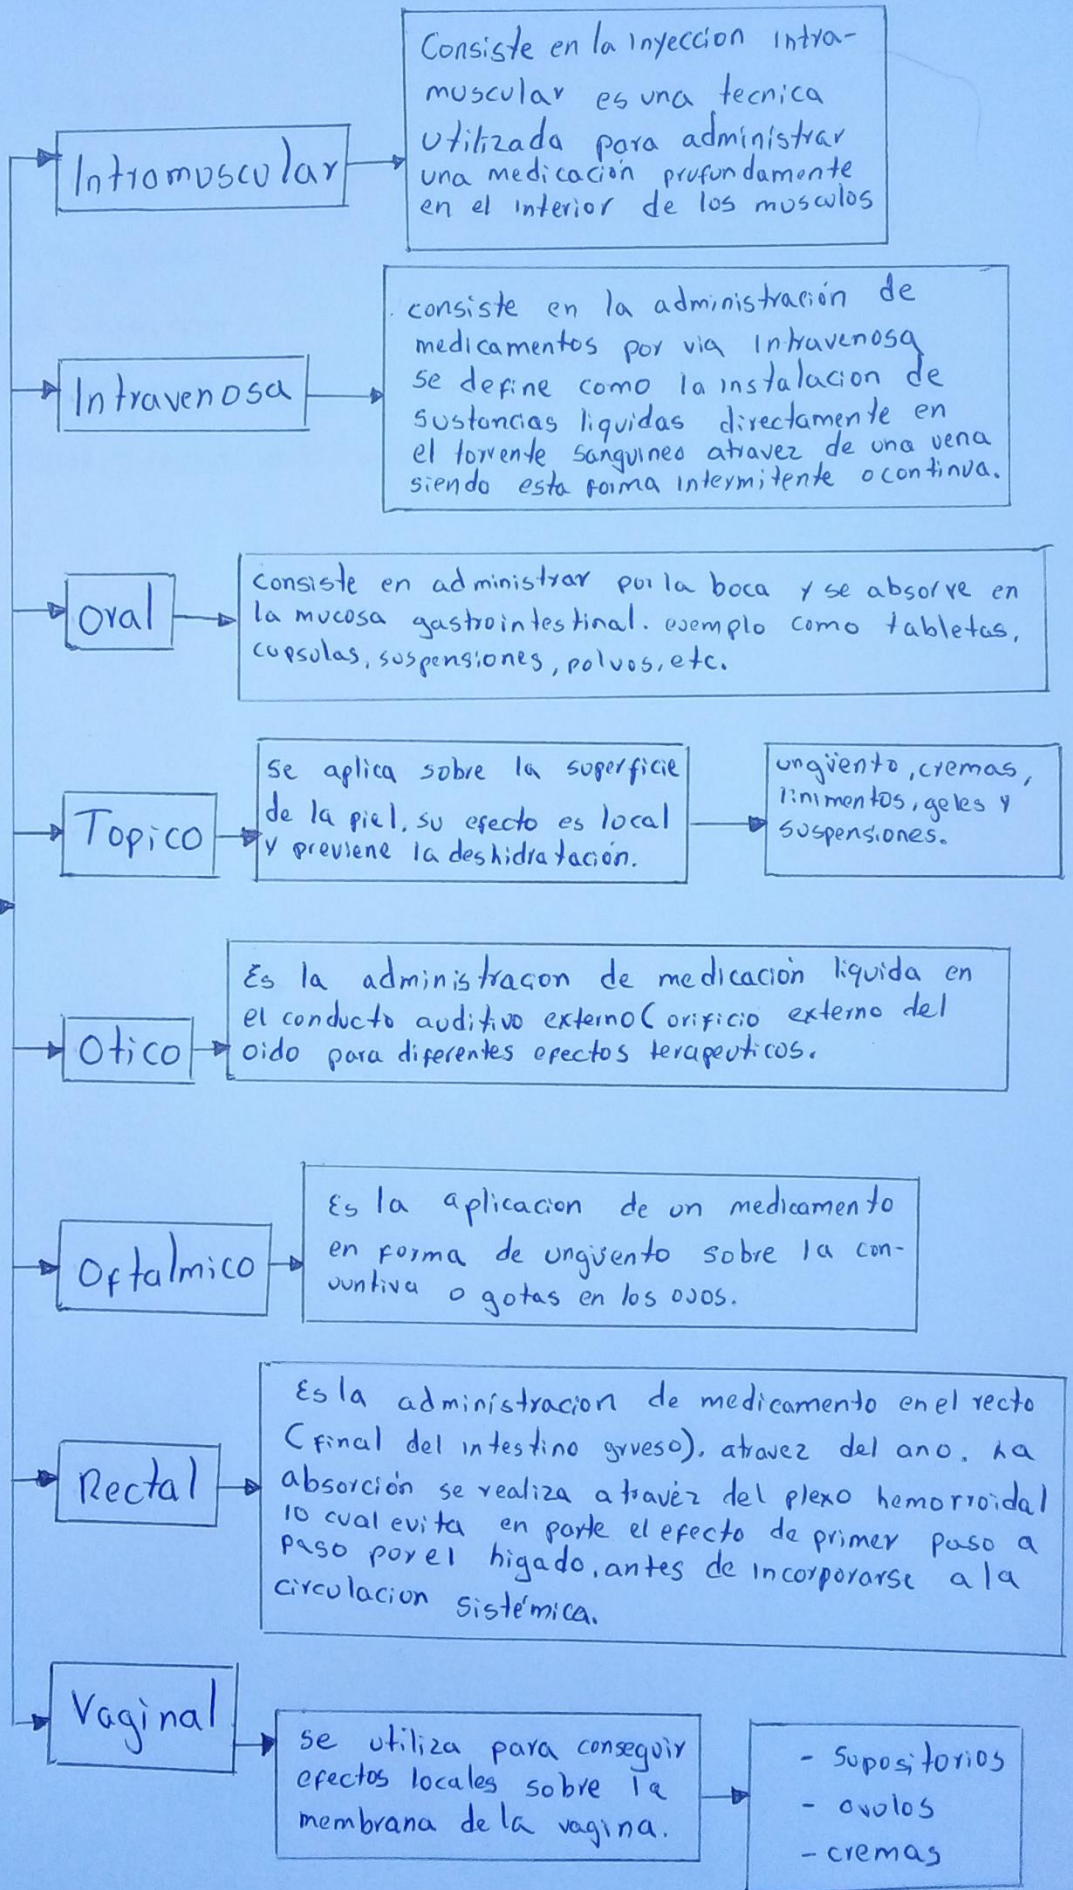 Intramuscular
Consiste en la inyeccion intra-
muscular es una tecnica
utilizada para administrar
una medicación profundamente
en el interior de los musculos
Intravenosa
consiste en la administración de
medicamentos por via intravenosa
se define como la instalacion de
sustancias liquidas directamente en
el torrente sanguineo atravez de una vena
siendo esta forma intermitente o continua.
Oral
consiste en administrar por la boca y se absorve en
la mucosa gastrointestinal. ejemplo como tabletas,
capsulas, suspensiones, polvos, etc.
Topico
se aplica sobre la superficie
de la piel. su efecto es local
y previene la deshidratación.
ungüento, cremas,
linimentos, geles y
suspensiones.
Otico
Es la administracon de medicación liquida en
el conducto auditivo externo (orificio externo del
oido para diferentes efectos terapeuticos.
Oftalmico
Es la aplicacion de un medicamento
en forma de ungüento sobre la con-
juntiva o gotas en los ojos.
Rectal
Es la administracion de medicamento en el recto
(final del intestino grueso). atravez del ano. La
absorción se realiza a travéz del plexo hemorroidal
lo cual evita en parte el efecto de primer paso a
paso por el higado, antes de incorporarse a la
circulacion sistémica.
Vaginal
se utiliza para conseguir
efectos locales sobre la
membrana de la vagina.
- supositorios
- ovulos
- cremas